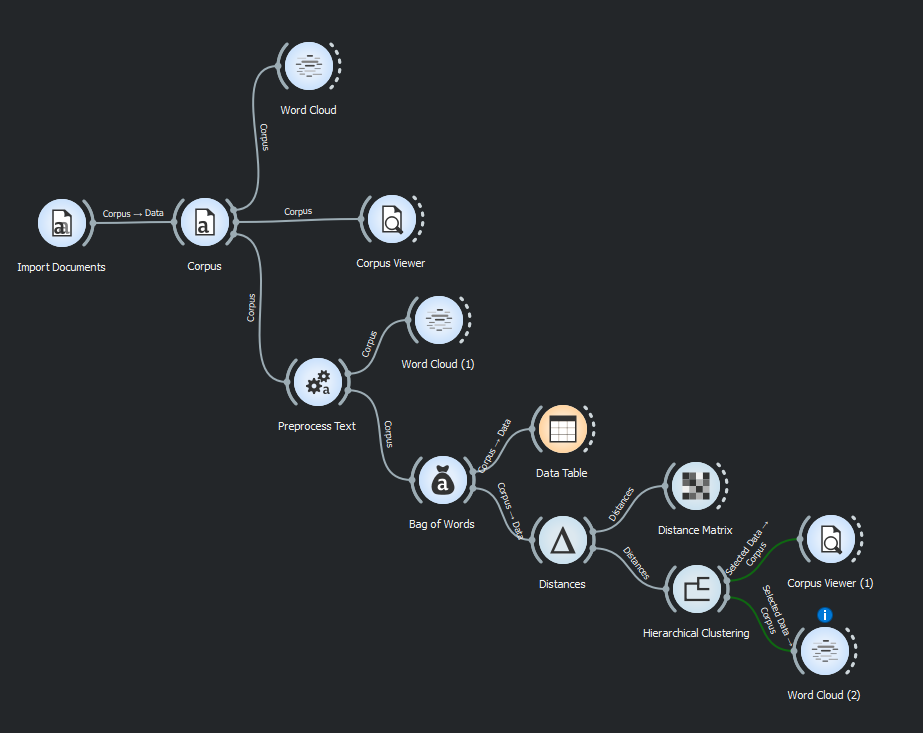 Word Cloud
Corpus
Import Documents
Corpus → Data
a
Corpus
a
Corpus
Corpus Viewer
Corpus
Word Cloud (1)
Corpus
Preprocess Text
a
Corpus
Bag of Words
a
Corpus → Data
Data Table
Corpus → Data
Distances
Distances
Distance Matrix
Distances
Hierarchical Clustering
Selected Data →
Corpus
Corpus Viewer (1)
Selected Data →
Corpus
i
Word Cloud (2)